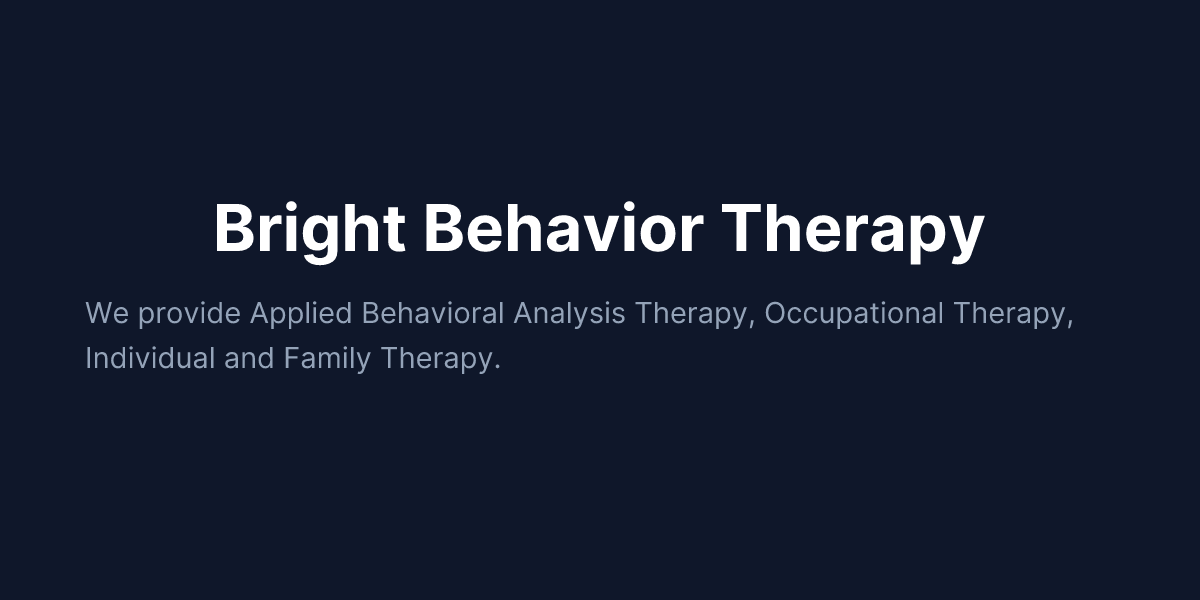 Bright Behavior Therapy
We provide Applied Behavioral Analysis Therapy, Occupational Therapy,
Individual and Family Therapy.